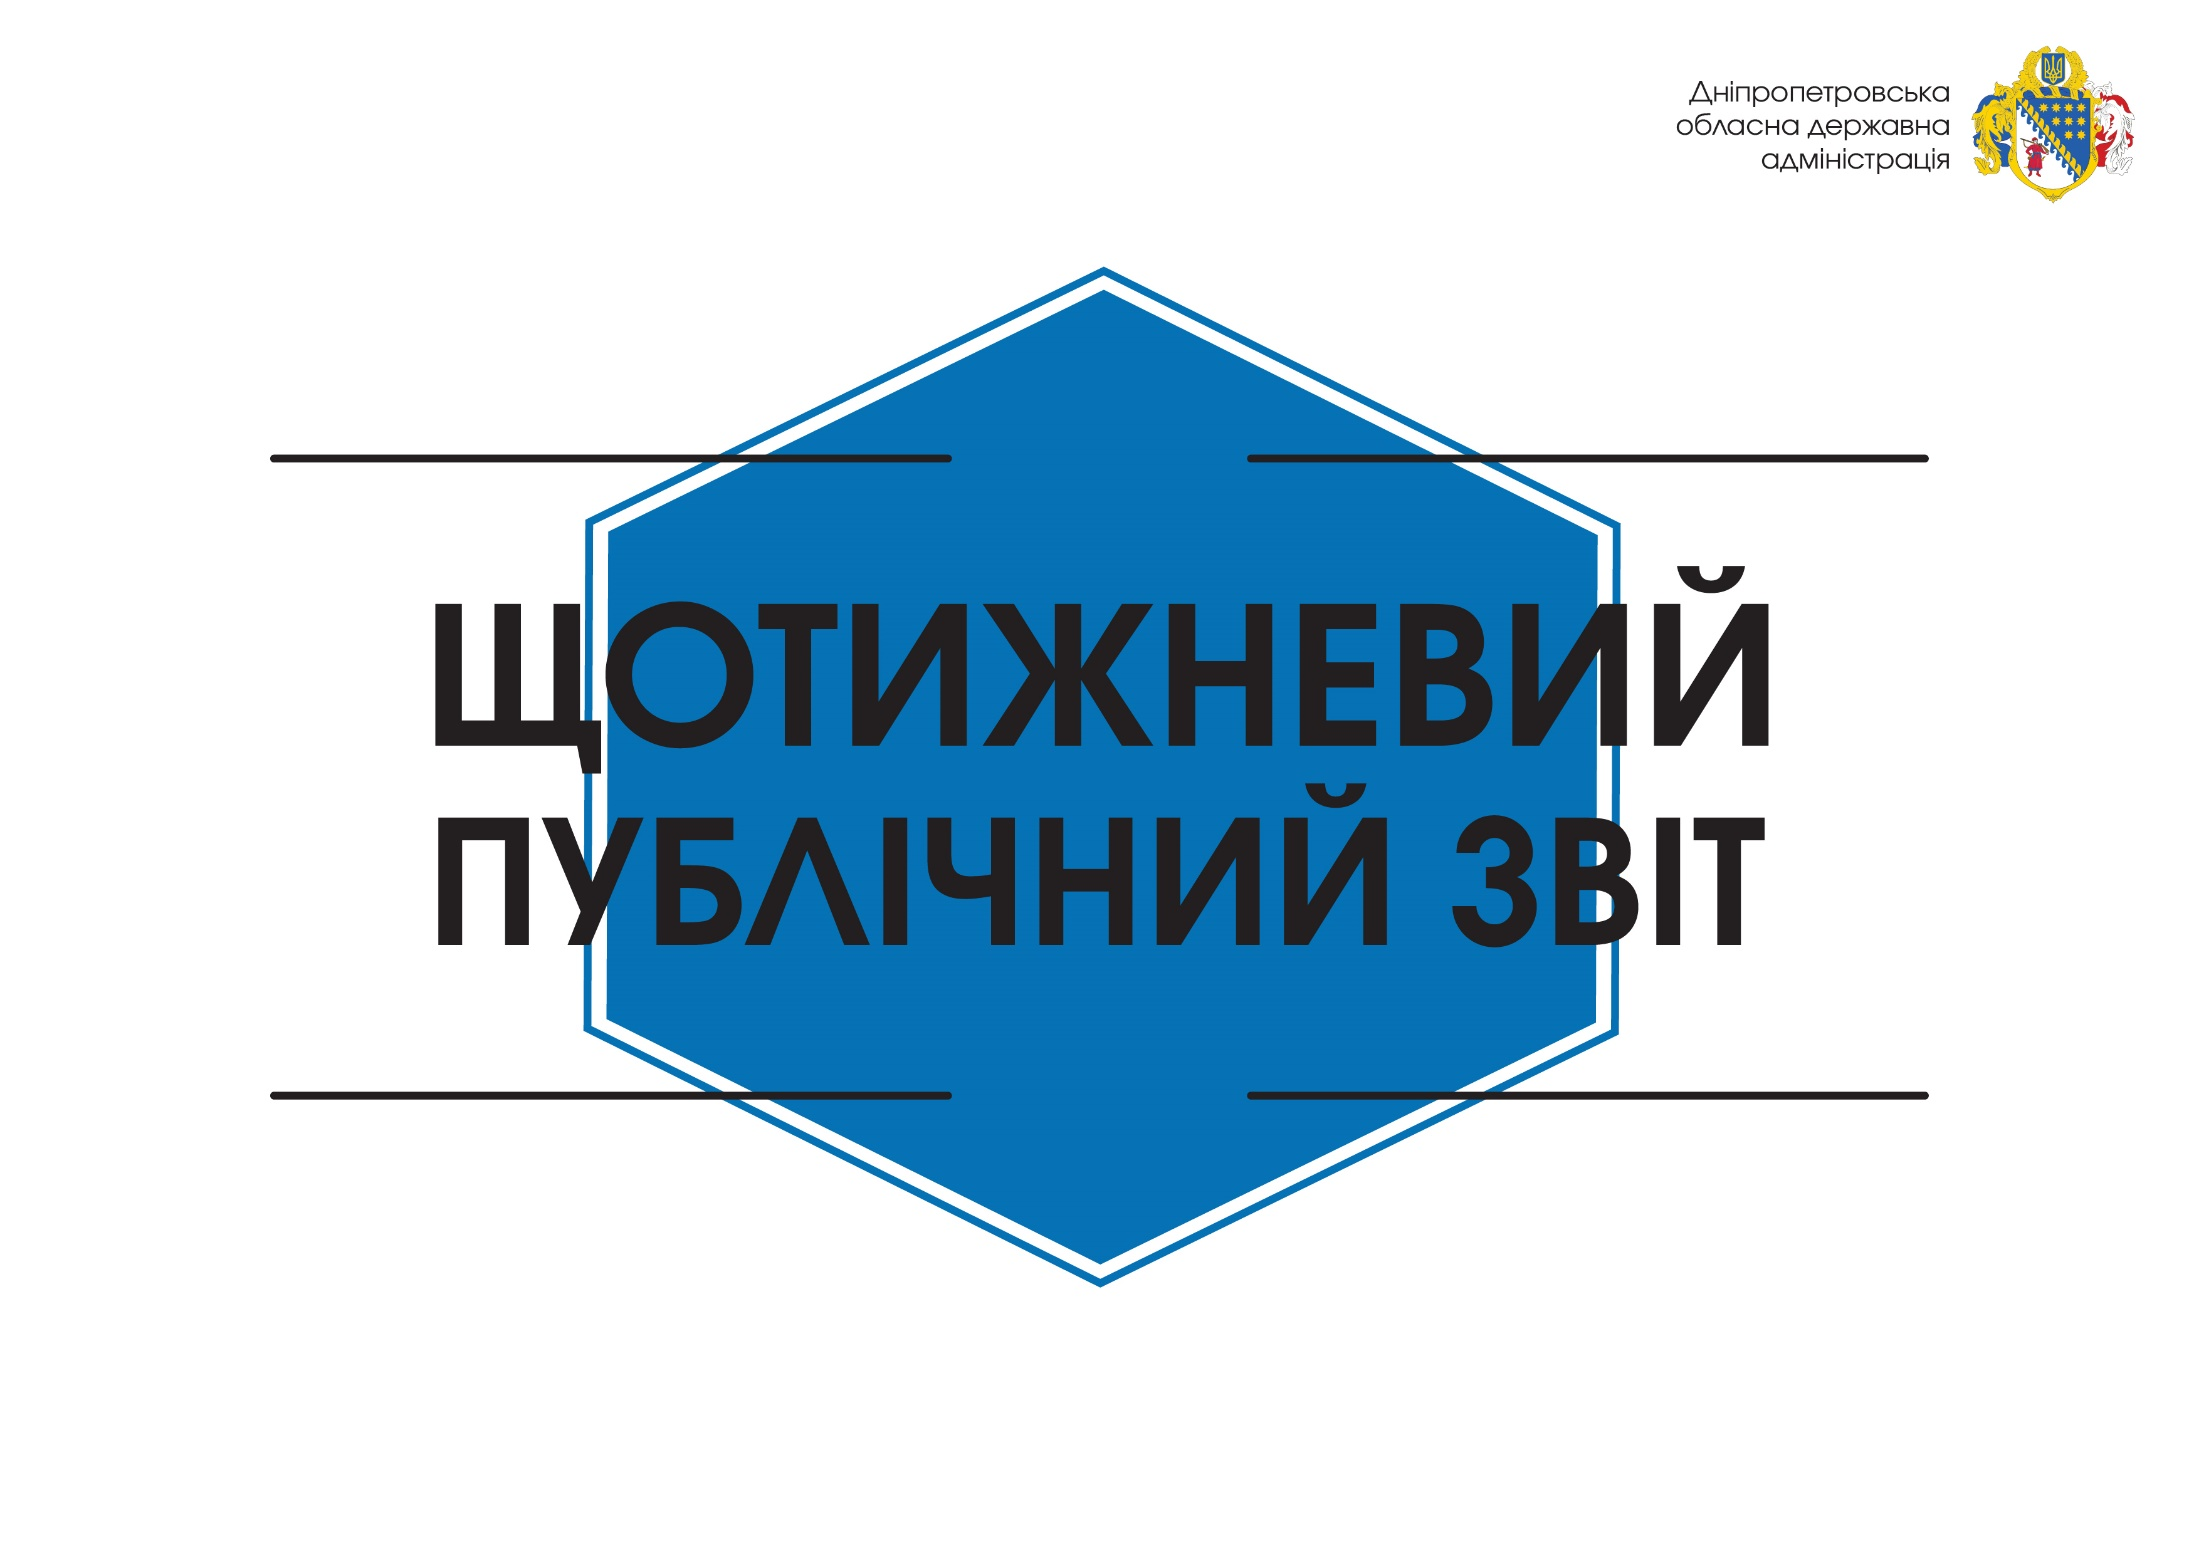 Дніпропетровська
обласна державна
адміністрація
ЩОТИЖНЕВИЙ
ПУБЛІЧНИЙ ЗВІТ